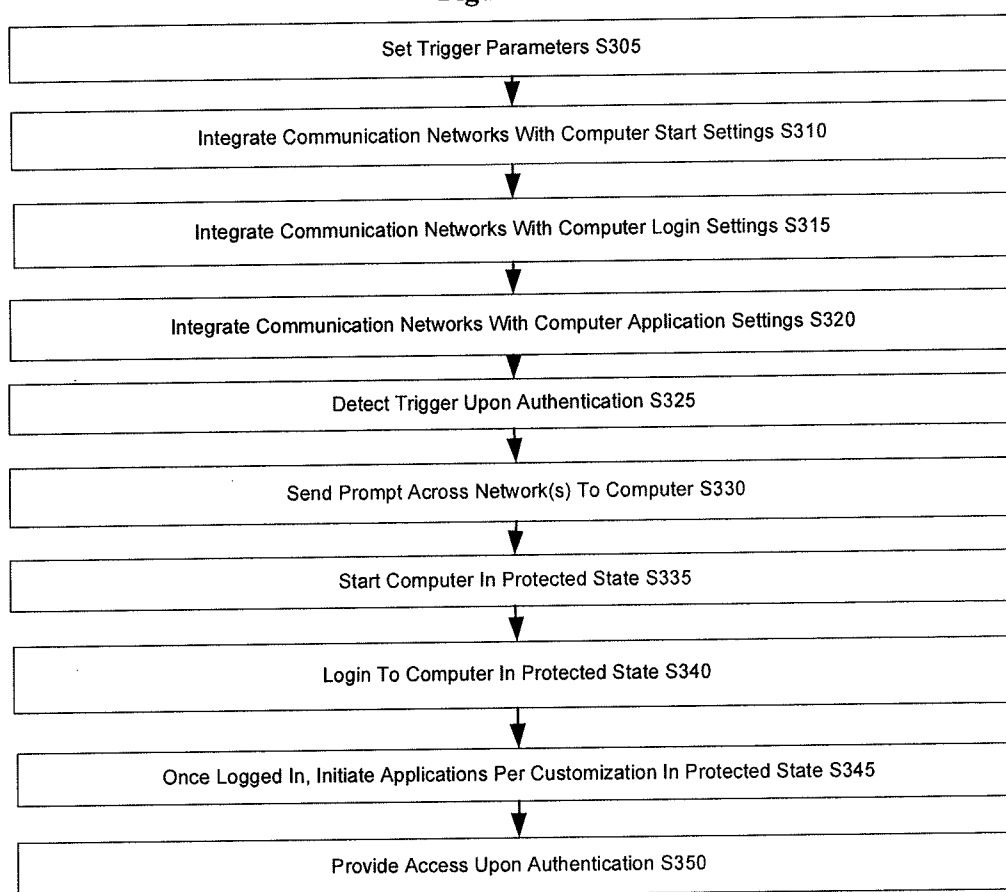 Set Trigger Parameters S305
Integrate Communication Networks With Computer Start Settings S310
Integrate Communication Networks With Computer Login Settings S315
Integrate Communication Networks With Computer Application Settings S320
Detect Trigger Upon Authentication S325
Send Prompt Across Network(s) To Computer S330
Start Computer In Protected State S335
Login To Computer In Protected State S340
Once Logged In, Initiate Applications Per Customization In Protected State S345
Provide Access Upon Authentication S350